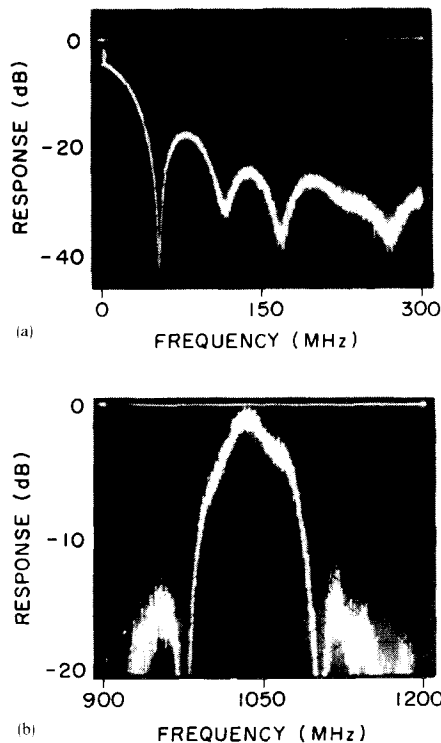 0
-20
-40
RESPONSE (dB)
0
150
300
(a)
FREQUENCY (MHz)
0
-10
-20
RESPONSE (dB)
900
1050
1200
(b)
FREQUENCY (MHz)